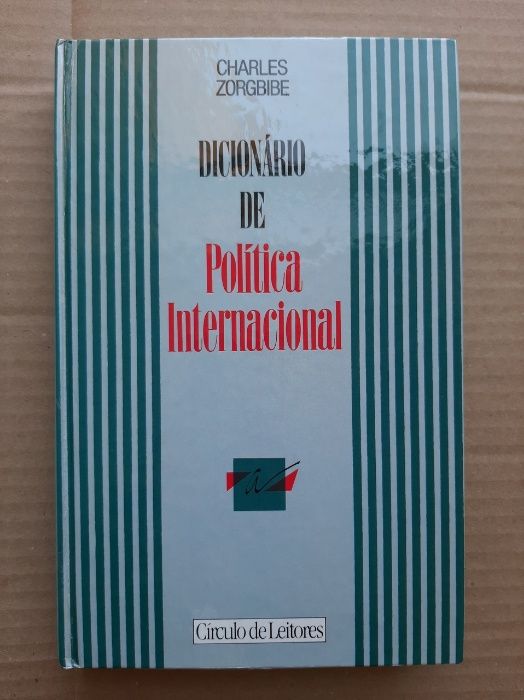 CHARLES
ZORGBIBE
DICIONÁRIO
DE
Política
Internacional
a
Círculo de Leitores